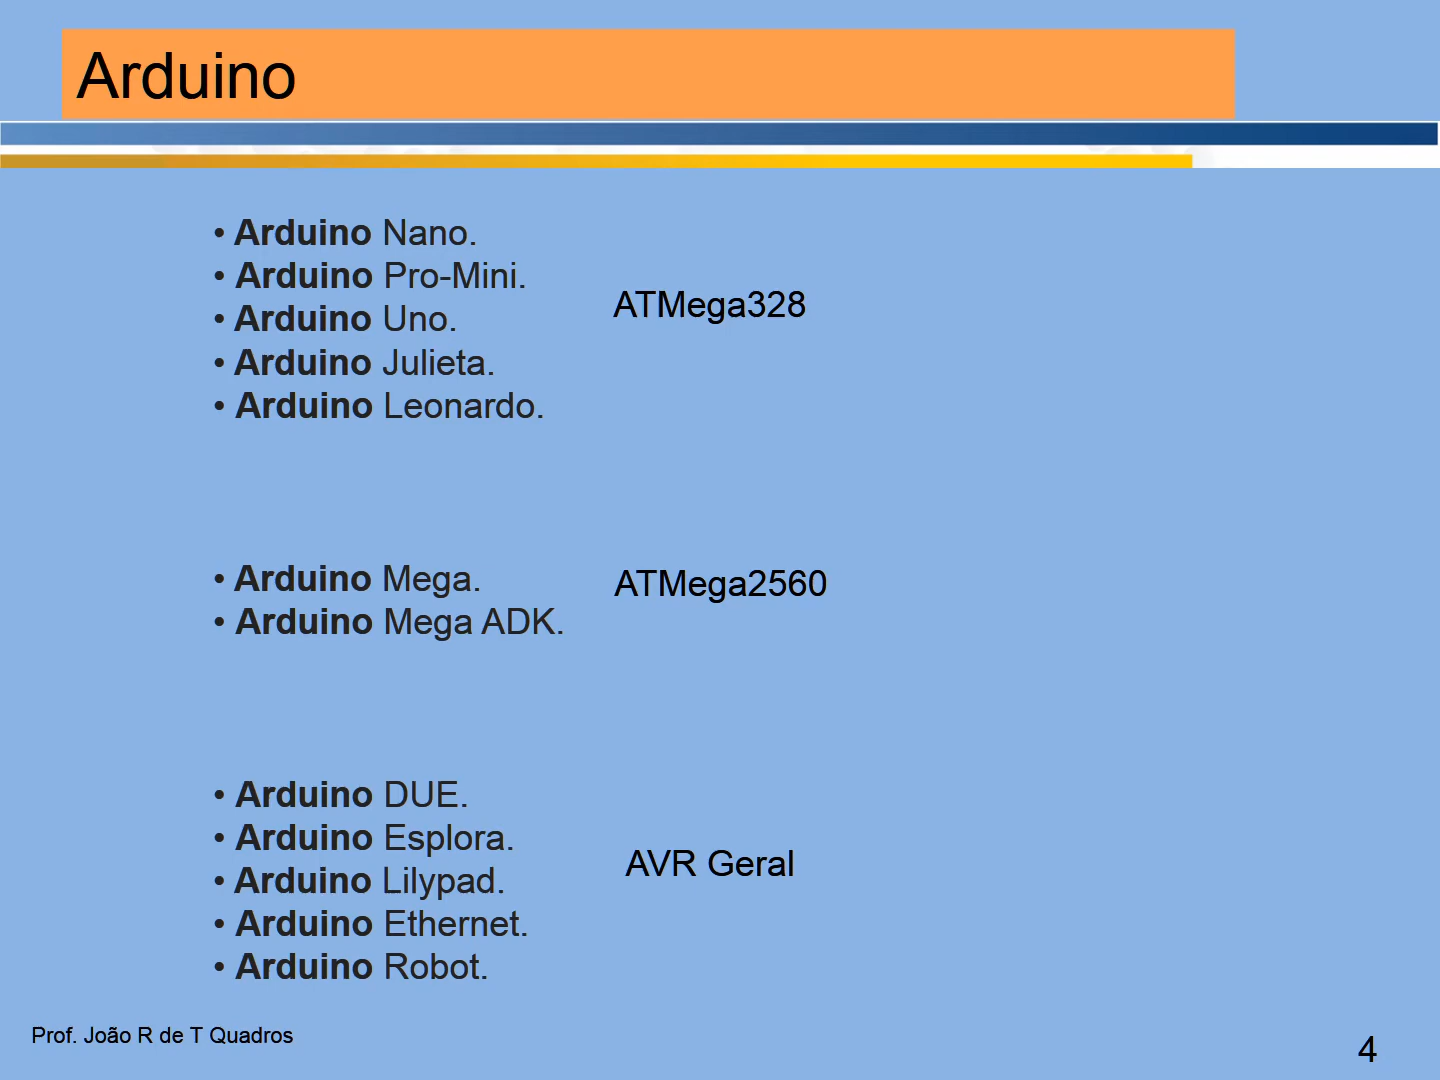 Arduino
• Arduino Nano.
• Arduino Pro-Mini.
ATMega328
• Arduino Uno.
• Arduino Julieta.
• Arduino Leonardo.
• Arduino Mega.
ATMega2560
• Arduino Mega ADK.
• Arduino DUE.
• Arduino Esplora.
AVR Geral
• Arduino Lilypad.
• Arduino Ethernet.
• Arduino Robot.
Prof. João R de T Quadros
4